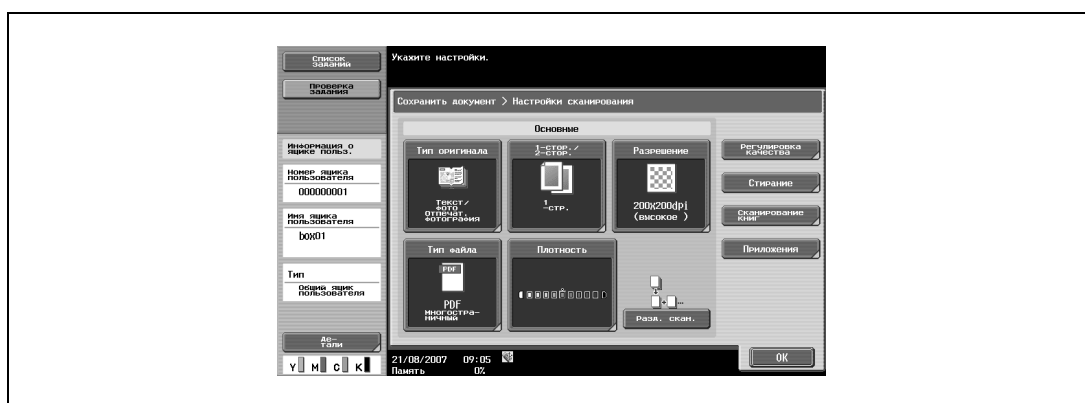 Список
заданий
Проверка
задания
Информация о
ящике польз.
Номер ящика
пользователя
000000001
Имя ящика
пользователя
box01
Тип
Общий ящик
пользователя
Де-
тали
Y M C K
Укажите настройки.
Сохранить документ > Настройки сканирования
Основные
Тип оригинала
Текст/
Фото
Отпечат.
фотография
1-стор./
2-стор.
1
-стр.
Разрешение
200x200dpi
(высокое )
Тип файла
PDF
PDF
многостра-
ничный
Плотность
Разд. скан.
Регулировка
качества
Стирание
Сканирование
книг
Приложения
21/08/2007 09:05
Память 0%
OK